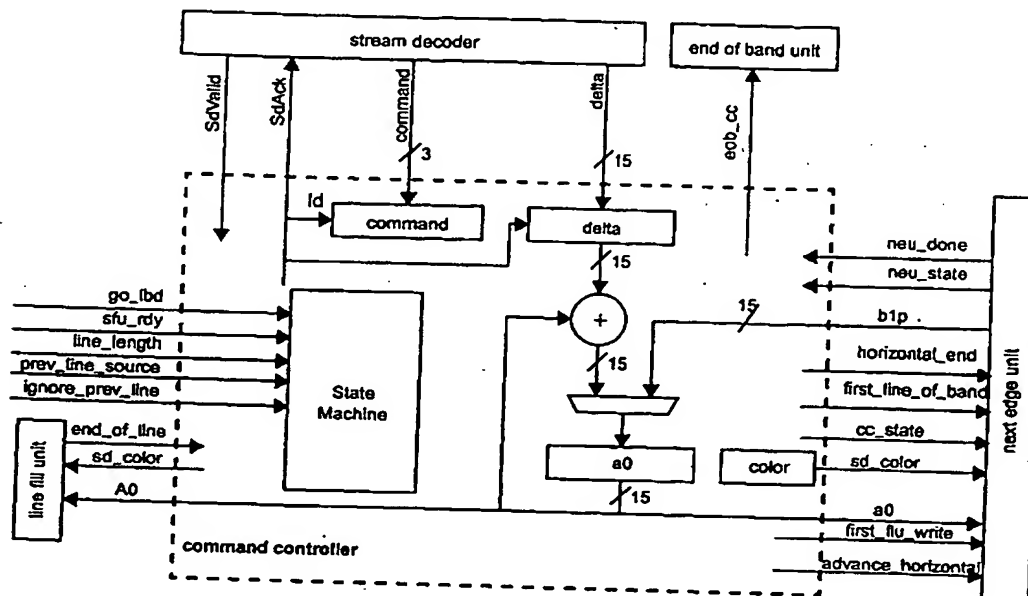 stream decoder
end of band unit
SdValid
SdAck
command
delta
eob_cc
3
15
ld
command
delta
15
neu_done
neu_state
go_lbd
sfu_rdy
line_length
prev_line_source
ignore_prev_line
State
Machine
+
15
15
b1p
horizontal_end
first_line_of_band
next edge unit
line fill unit
end_of_line
sd_color
A0
a0
15
color
cc_state
sd_color
a0
first_flu_write
advance_horizontal
command controller